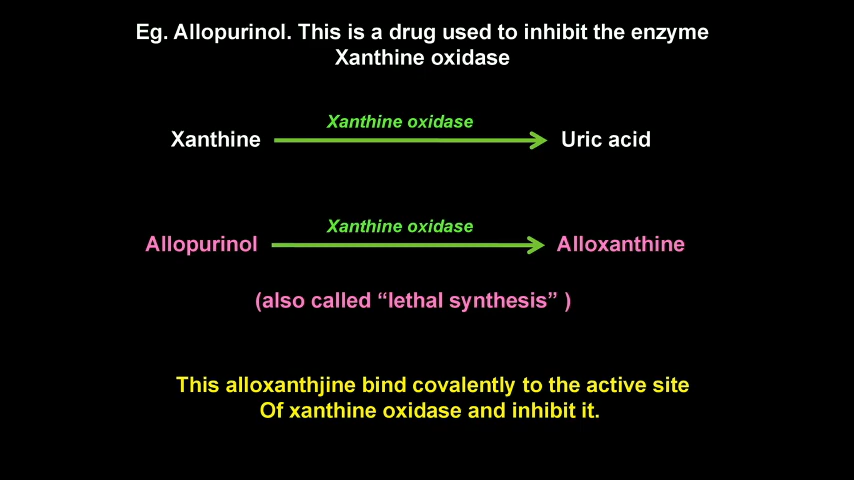 Eg. Allopurinol. This is a drug used to inhibit the enzyme
Xanthine oxidase
Xanthine oxidase
Xanthine
Uric acid
Xanthine oxidase
Allopurinol
Alloxanthine
(also called “lethal synthesis” )
This alloxanthjine bind covalently to the active site
Of xanthine oxidase and inhibit it.